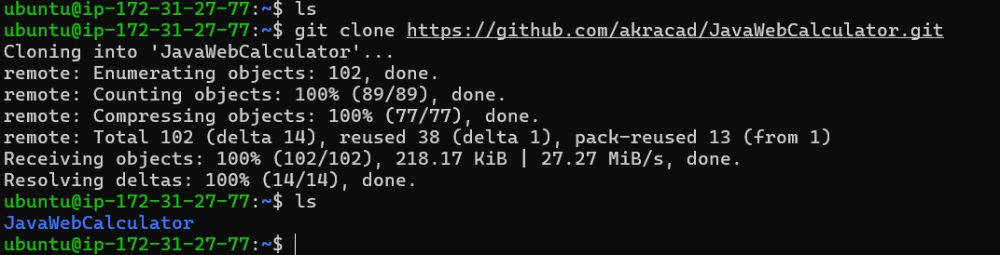 ubuntu@ip-172-31-27-77:~$ ls
ubuntu@ip-172-31-27-77:~$ git clone https://github.com/akracad/JavaWebCalculator.git
Cloning into 'JavaWebCalculator'...
remote: Enumerating objects: 102, done.
remote: Counting objects: 100% (89/89), done.
remote: Compressing objects: 100% (77/77), done.
remote: Total 102 (delta 14), reused 38 (delta 1), pack-reused 13 (from 1)
Receiving objects: 100% (102/102), 218.17 KiB | 27.27 MiB/s, done.
Resolving deltas: 100% (14/14), done.
ubuntu@ip-172-31-27-77:~$ ls
JavaWebCalculator
ubuntu@ip-172-31-27-77:~$